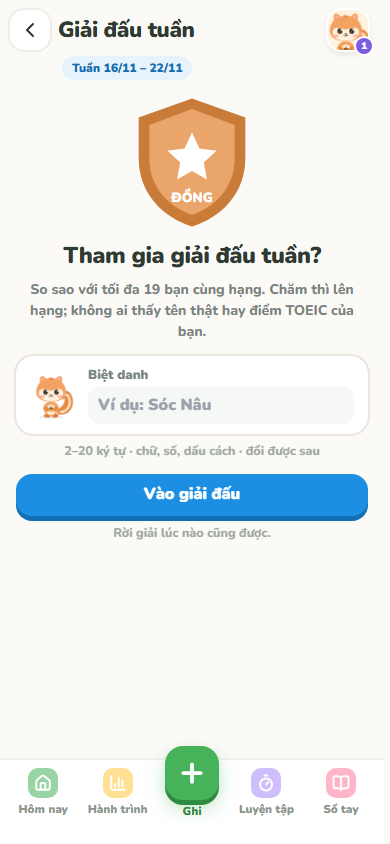 Giải đấu tuần
1
Tuần 16/11 – 22/11
ĐỒNG
Tham gia giải đấu tuần?
So sao với tối đa 19 bạn cùng hạng. Chăm thì lên
hạng; không ai thấy tên thật hay điểm TOEIC của
bạn.
Biệt danh
Ví dụ: Sóc Nâu
2–20 ký tự · chữ, số, dấu cách · đổi được sau
Vào giải đấu
Rời giải lúc nào cũng được.
Hôm nay
Hành trình
Ghi
Luyện tập
Sổ tay